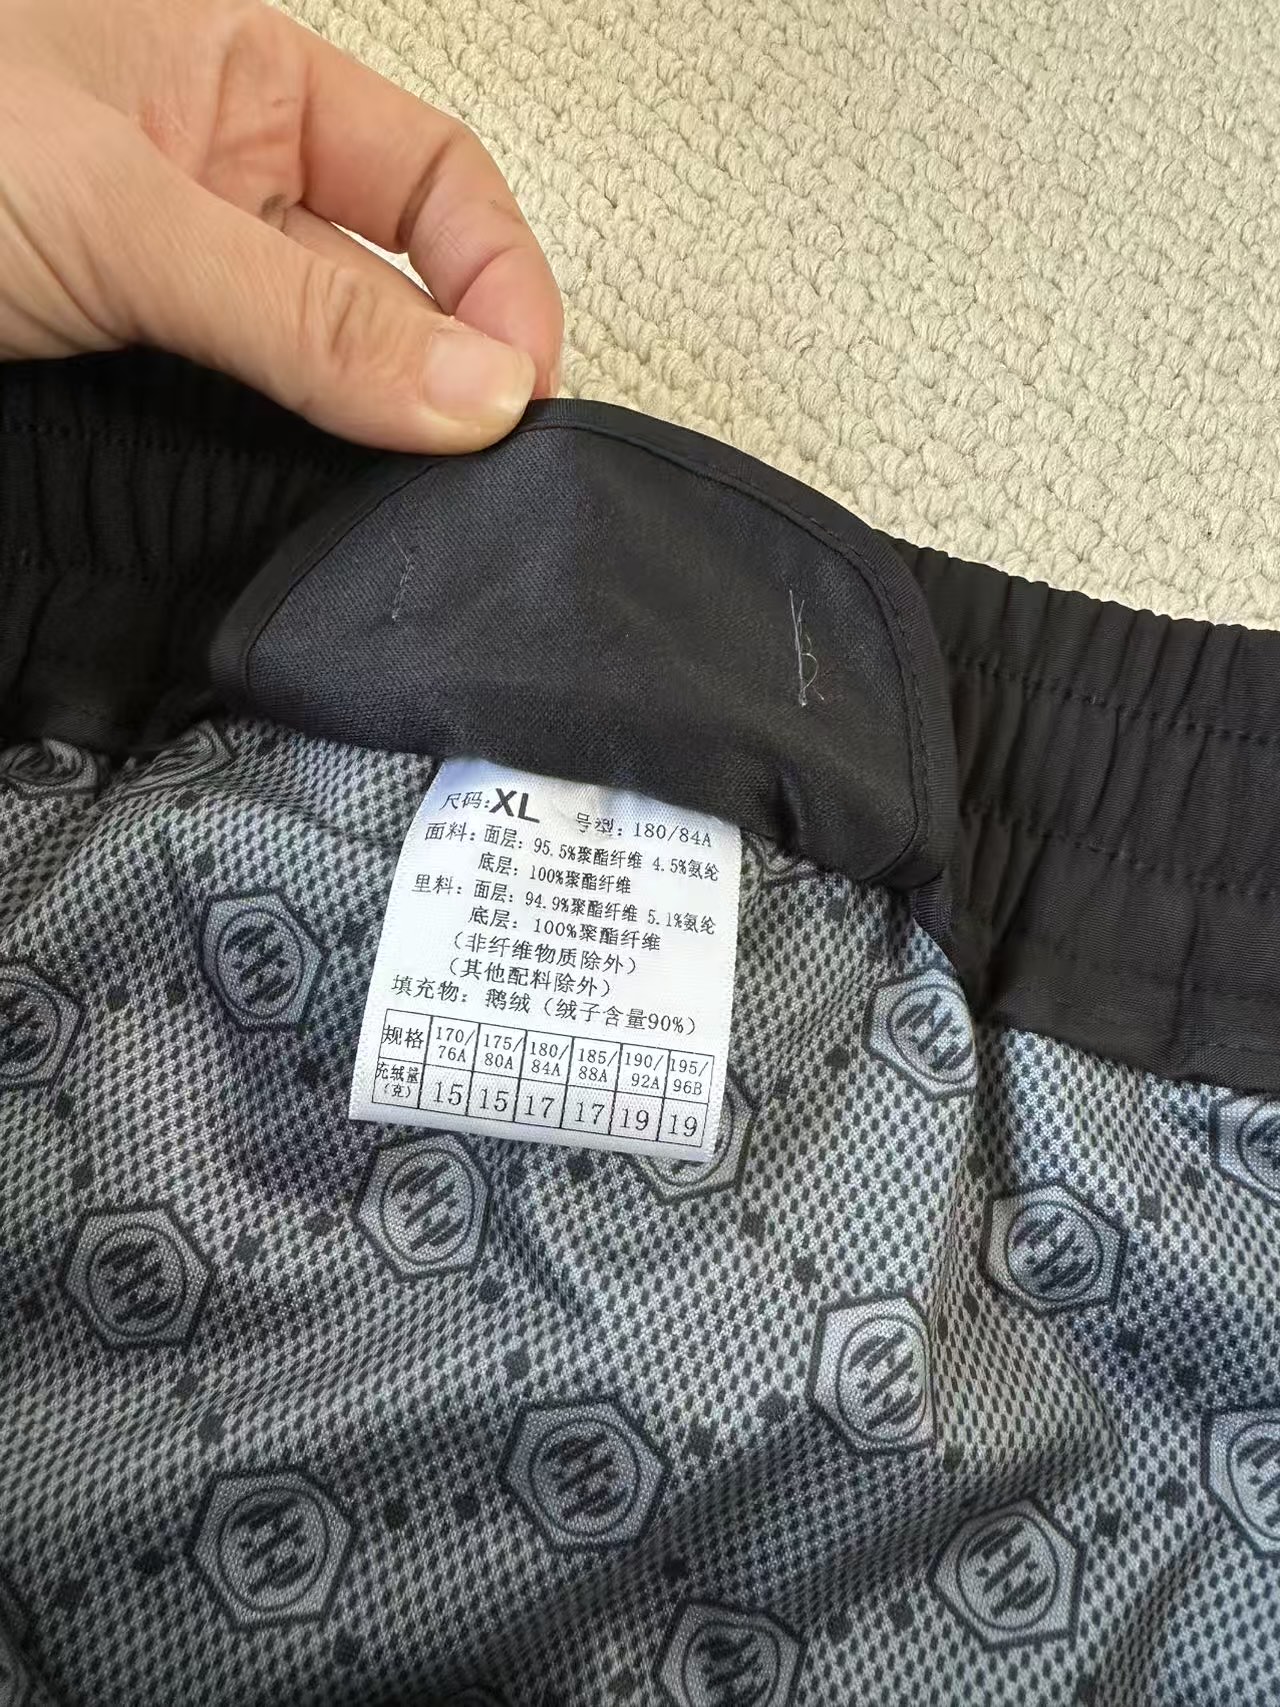 尺码：XL 号型：180/84A
面料：面层：95.5%聚酯纤维 4.5%氨纶
底层：100%聚酯纤维
里料：面层：94.9%聚酯纤维 5.1%氨纶
底层：100%聚酯纤维
（非纤维物质除外）
（其他配料除外）
填充物：鹅绒（绒子含量90%）
规格 170/76A 175/80A 180/84A 185/88A 190/92A 195/96B
充绒量（克） 15 15 17 17 19 19